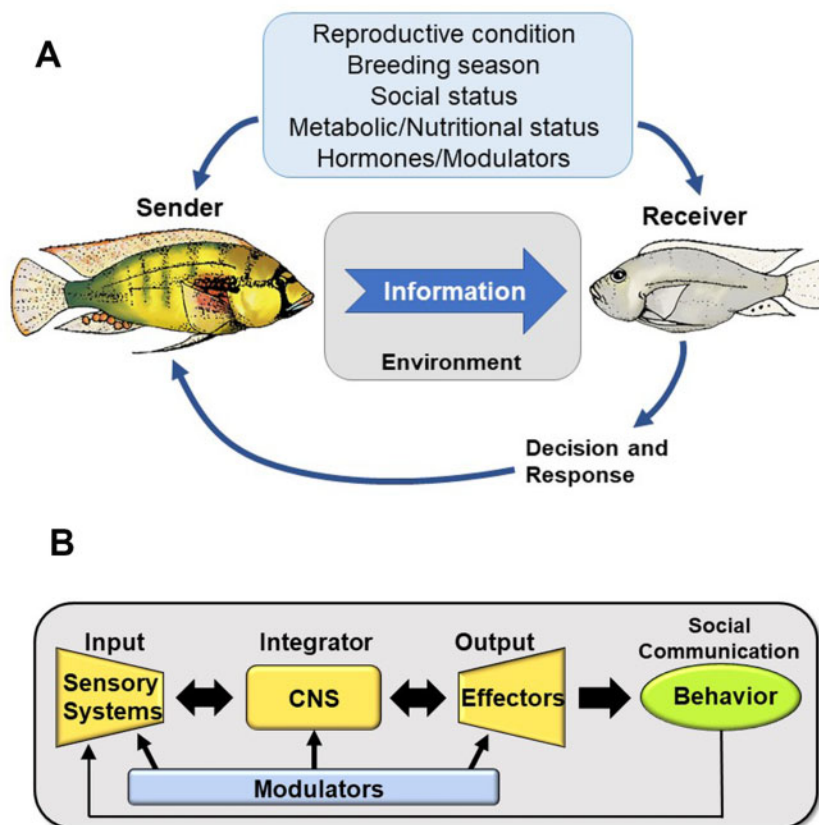 A
Reproductive condition
Breeding season
Social status
Metabolic/Nutritional status
Hormones/Modulators
Sender
Receiver
Information
Environment
Decision and
Response
B
Input
Integrator
Output
Social
Communication
Sensory
Systems
CNS
Effectors
Behavior
Modulators